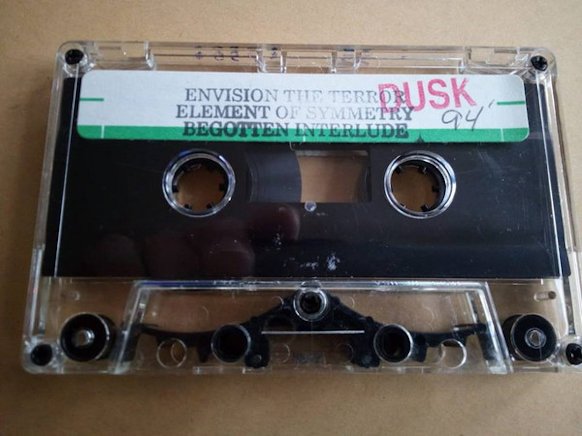 ENVISION THE TERROR
ELEMENT OF SYMMETRY
BEGOTTEN INTERLUDE
DUSK
94'